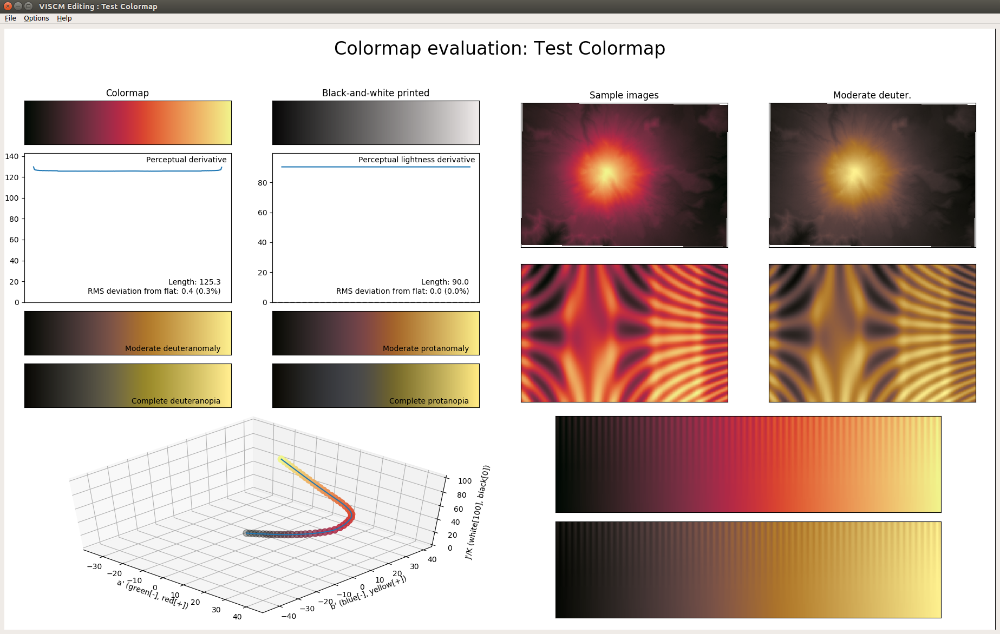 VISCM Editing : Test Colormap
File Options Help
Colormap evaluation: Test Colormap
Colormap
Black-and-white printed
Sample images
Moderate deuter.
140
120
100
80
60
40
20
0
Perceptual derivative
Length: 125.3
RMS deviation from flat: 0.4 (0.3%)
80
60
40
20
0
Perceptual lightness derivative
Length: 90.0
RMS deviation from flat: 0.0 (0.0%)
Moderate deuteranomaly
Moderate protanomaly
Complete deuteranopia
Complete protanopia
−30
−20
−10
0
10
20
30
40
a' (green[-], red[+])
−40
−30
−20
−10
0
10
20
30
40
b' (blue[-], yellow[+])
0
20
40
60
80
100
J'/K (white[100], black[0])